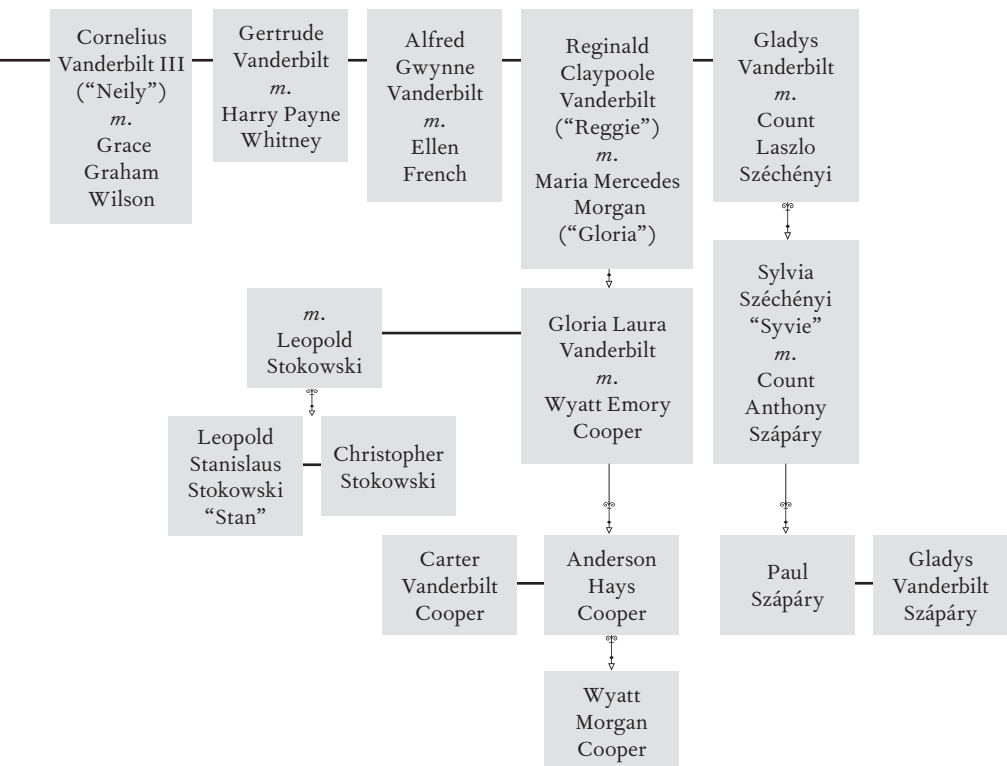 Cornelius
Vanderbilt III
(“Neily”)
m.
Grace
Graham
Wilson
Gertrude
Vanderbilt
m.
Harry Payne
Whitney
Alfred
Gwynne
Vanderbilt
m.
Ellen
French
Reginald
Claypoole
Vanderbilt
(“Reggie”)
m.
Maria Mercedes
Morgan
(“Gloria”)
Gladys
Vanderbilt
m.
Count
Laszlo
Széchényi
m.
Leopold
Stokowski
Gloria Laura
Vanderbilt
m.
Wyatt Emory
Cooper
Sylvia
Széchényi
“Syvie”
m.
Count
Anthony
Szápáry
Leopold
Stanislaus
Stokowski
“Stan”
Christopher
Stokowski
Carter
Vanderbilt
Cooper
Anderson
Hays
Cooper
Paul
Szápáry
Gladys
Vanderbilt
Szápáry
Wyatt
Morgan
Cooper